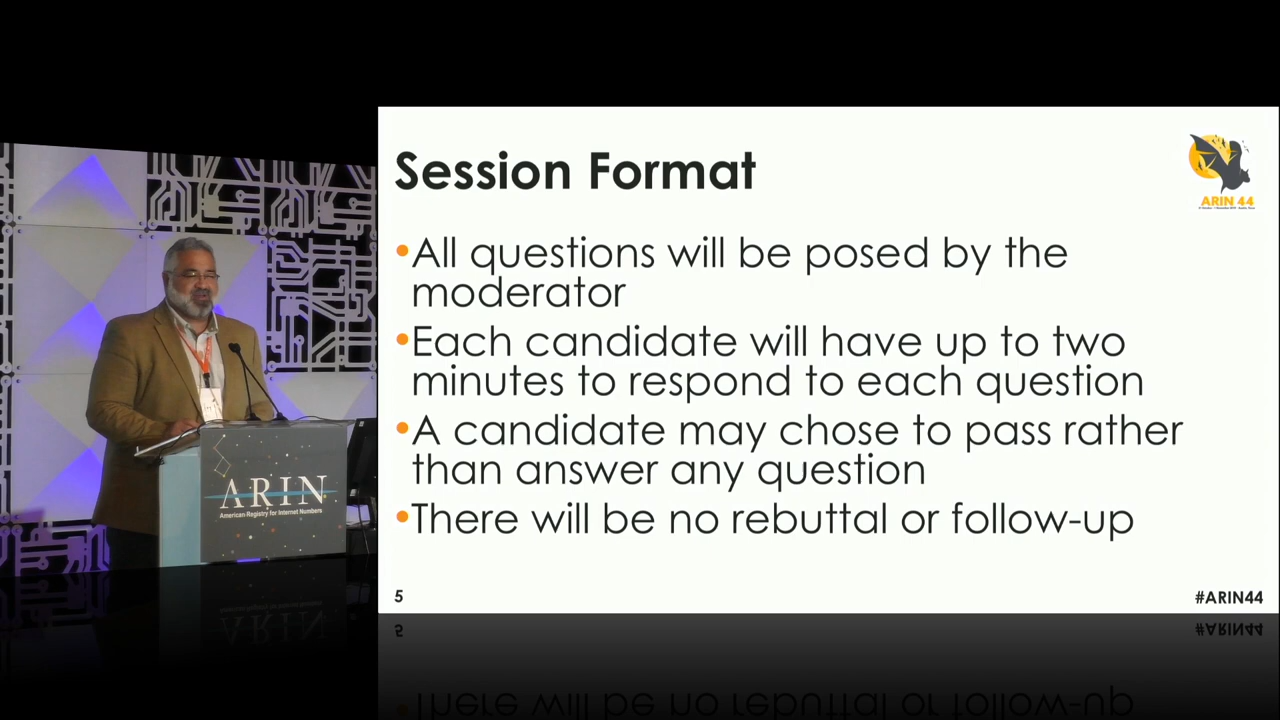 Session Format
ARIN 44
•All questions will be posed by the
moderator
•Each candidate will have up to two
minutes to respond to each question
•A candidate may chose to pass rather
than answer any question
•There will be no rebuttal or follow-up
5
#ARIN44
ARIN
American Registry for Internet Numbers